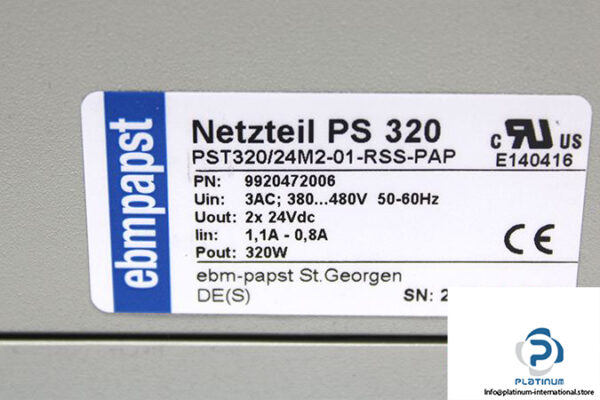 ebmpapst
Netzteil PS 320
PST320/24M2-01-RSS-PAP
PN: 9920472006
Uin: 3AC; 380...480V 50-60Hz
Uout: 2x 24Vdc
Iin: 1,1A - 0,8A
Pout: 320W
ebm-papst St.Georgen
DE(S) SN: 2
c RU US
E140416
CE
PLATINUM
Info@platinum-international.store